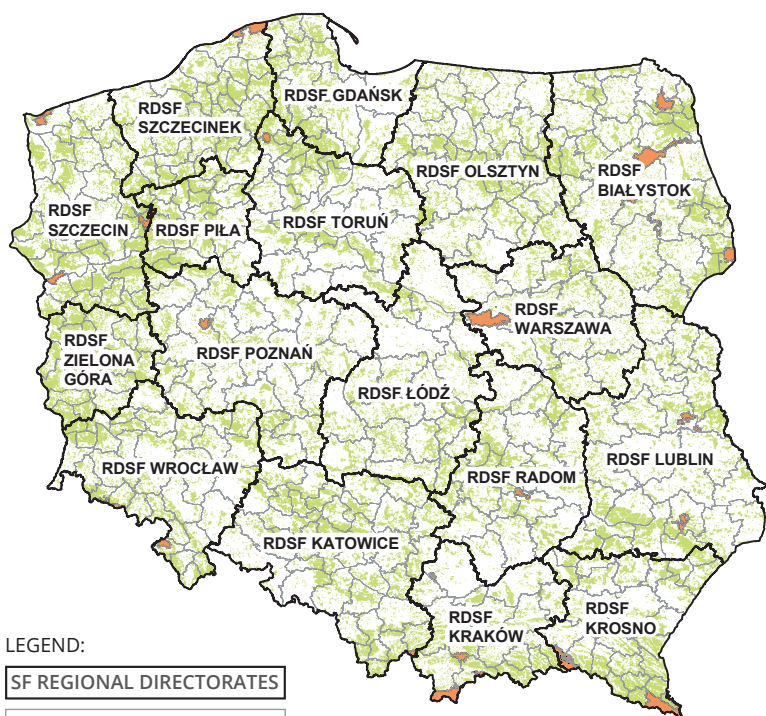 RDSF GDAŃSK
RDSF
SZCZECINEK
RDSF OLSZTYN
RDSF
BIAŁYSTOK
RDSF
SZCZECIN
RDSF PIŁA
RDSF TORUŃ
RDSF
WARSZAWA
RDSF
ZIELONA
GÓRA
RDSF POZNAŃ
RDSF ŁÓDŹ
RDSF WROCŁAW
RDSF RADOM
RDSF LUBLIN
RDSF KATOWICE
RDSF
KRAKÓW
RDSF
KROSNO
LEGEND:
SF REGIONAL DIRECTORATES